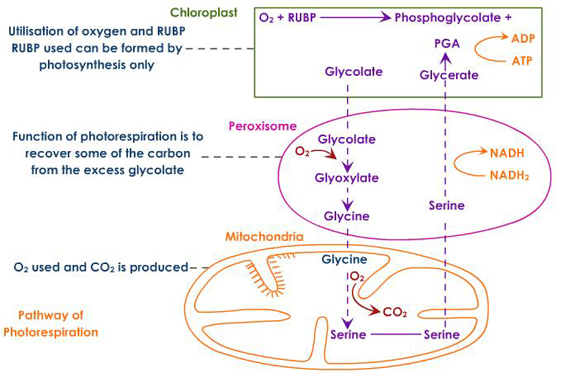 Chloroplast
O₂ + RUBP Phosphoglycolate +
Utilisation of oxygen and RUBP
RUBP used can be formed by
photosynthesis only
PGA
ADP
ATP
Glycolate
Glycerate
Peroxisome
Function of photorespiration is to
recover some of the carbon
from the excess glycolate
Glycolate
O₂
Glyoxylate
Glycine
NADH
NADH₂
Serine
Mitochondria
O₂ used and CO₂ is produced
Glycine
O₂
CO₂
Serine Serine
Pathway of
Photorespiration